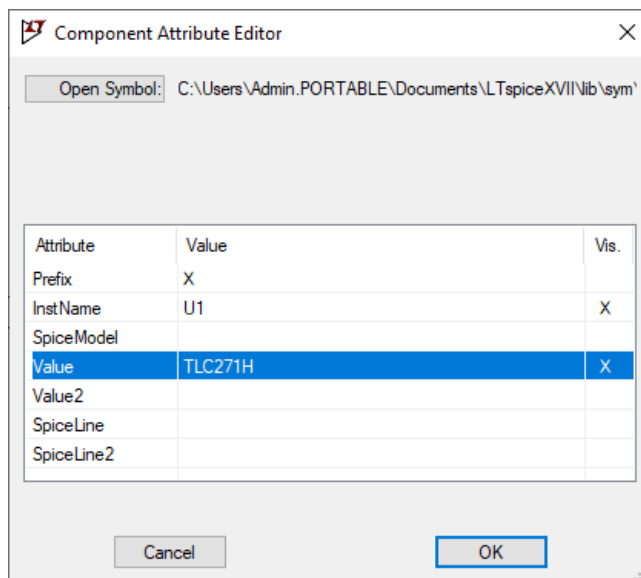 Component Attribute Editor
Open Symbol: C:\Users\Admin.PORTABLE\Documents\LTspiceXVII\lib\sym\
Attribute Value Vis.
Prefix X
InstName U1 X
SpiceModel
Value TLC271H X
Value2
SpiceLine
SpiceLine2
Cancel OK